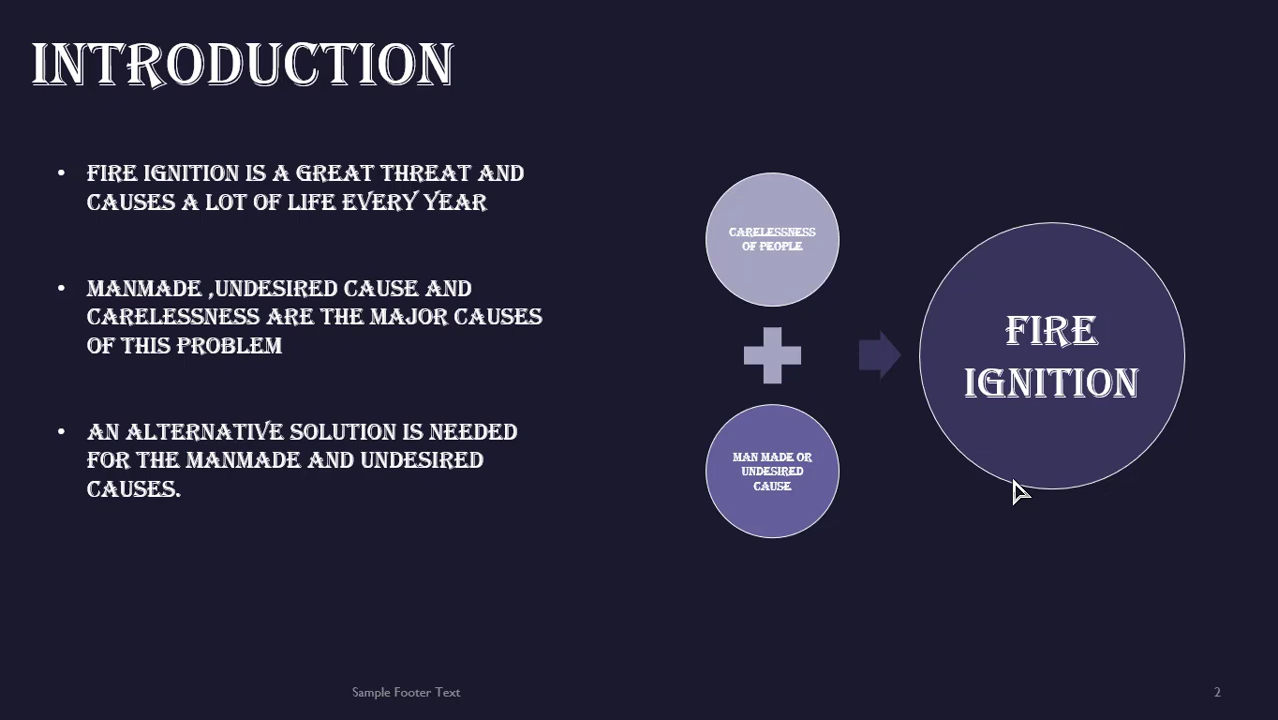 INTRODUCTION
• FIRE IGNITION IS A GREAT THREAT AND
CAUSES A LOT OF LIFE EVERY YEAR
• MANMADE ,UNDESIRED CAUSE AND
CARELESSNESS ARE THE MAJOR CAUSES
OF THIS PROBLEM
• AN ALTERNATIVE SOLUTION IS NEEDED
FOR THE MANMADE AND UNDESIRED
CAUSES.
CARELESSNESS
OF PEOPLE
MAN MADE OR
UNDESIRED
CAUSE
FIRE
IGNITION
Sample Footer Text
2